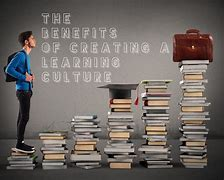 THE
BENEFITS
OF CREATING A
LEARNING
CULTURE